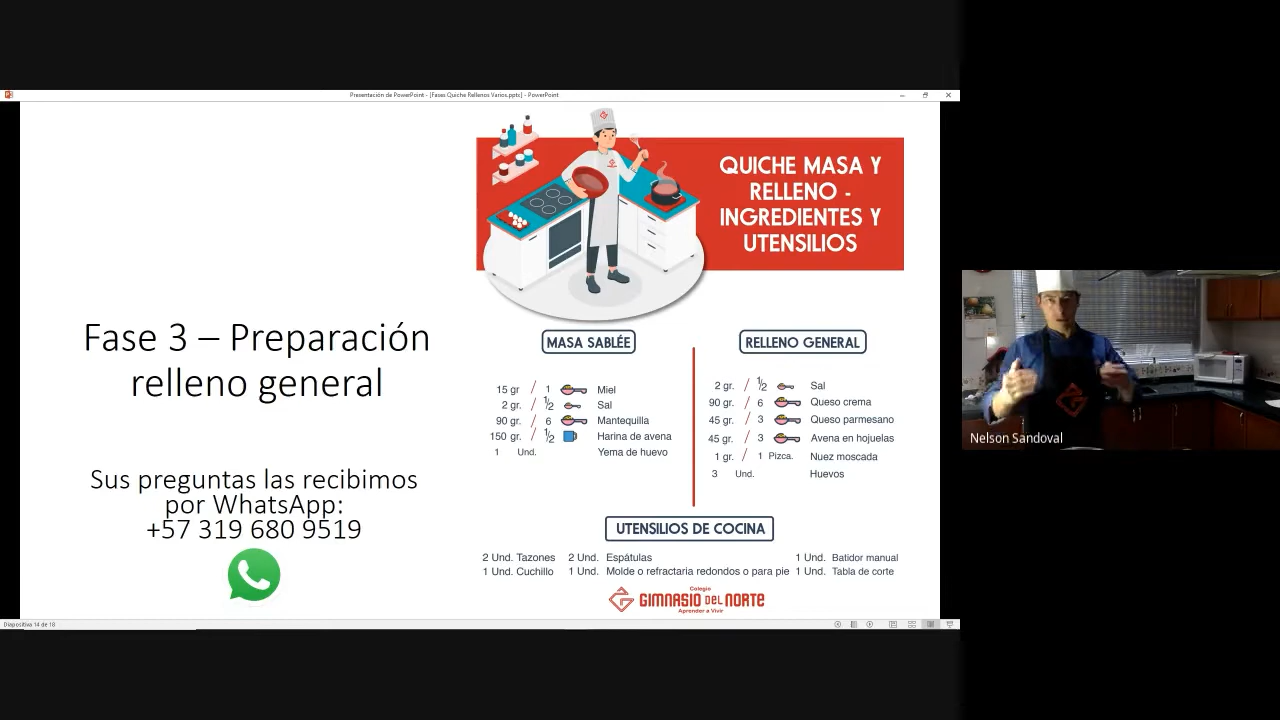 Presentación de PowerPoint - [Fases Quiche Rellenos Varios.pptx] - PowerPoint
QUICHE MASA Y
RELLENO -
INGREDIENTES Y
UTENSILIOS
Fase 3 – Preparación
relleno general
Sus preguntas las recibimos
por WhatsApp:
+57 319 680 9519
MASA SABLÉE
15 gr / 1 Miel
2 gr. / 1/2 Sal
90 gr. / 6 Mantequilla
150 gr. / 1/2 Harina de avena
1 Und. Yema de huevo
RELLENO GENERAL
2 gr. / 1/2 Sal
90 gr. / 6 Queso crema
45 gr. / 3 Queso parmesano
45 gr. / 3 Avena en hojuelas
1 gr. / 1 Pizca. Nuez moscada
3 Und. Huevos
UTENSILIOS DE COCINA
2 Und. Tazones 2 Und. Espátulas 1 Und. Batidor manual
1 Und. Cuchillo 1 Und. Molde o refractaria redondos o para pie 1 Und. Tabla de corte
Colegio
GIMNASIO DEL NORTE
Aprender a Vivir
Diapositiva 14 de 18
Nelson Sandoval